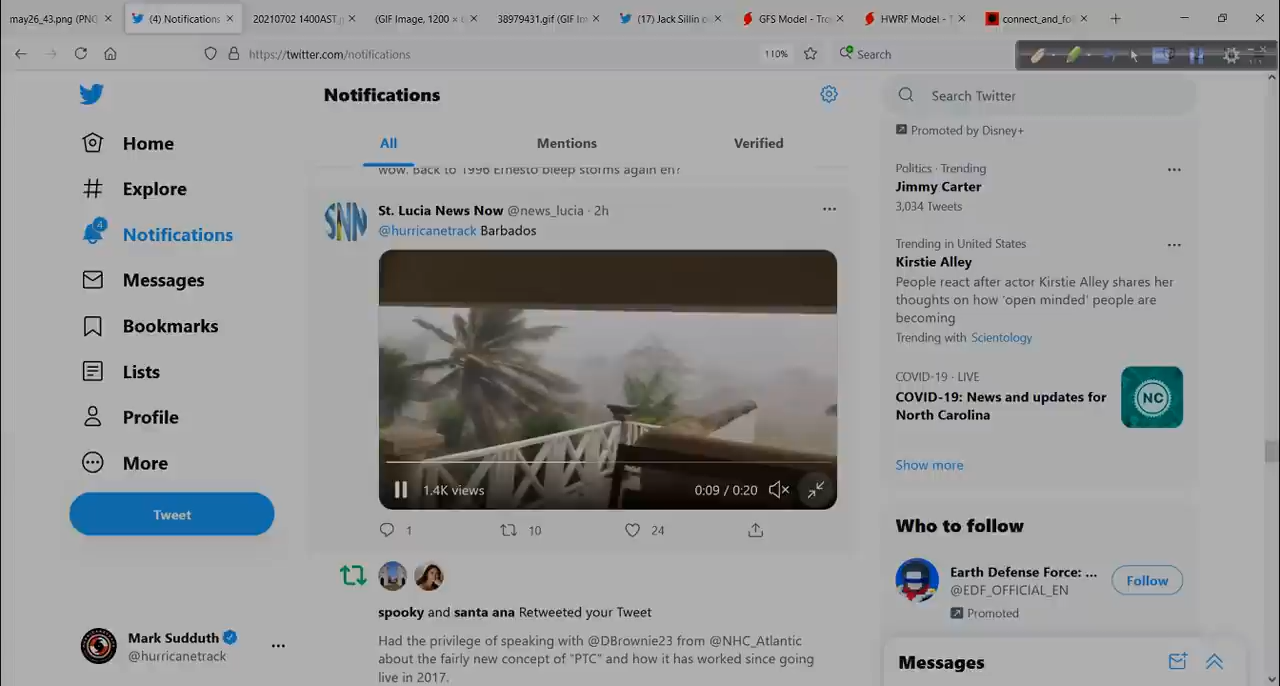 may26_43.png (PNG
(4) Notifications
20210702 1400AST.j
(GIF Image, 1200 ×
38979431.gif (GIF Im
(17) Jack Sillin
GFS Model -
HWRF Model -
connect_and_fo
https://twitter.com/notifications
110%
Search
Notifications
Search Twitter
Promoted by Disney+
All
Mentions
Verified
Home
Explore
4
Notifications
Messages
Bookmarks
Lists
Profile
More
Tweet
Mark Sudduth
@hurricanetrack
wow. Back to 1996 Ernesto bleep storms again eh?
SNN
St. Lucia News Now @news_lucia · 2h
@hurricanetrack Barbados
1.4K views
0:09 / 0:20
1
10
24
spooky and santa ana Retweeted your Tweet
Had the privilege of speaking with @DBrownie23 from @NHC_Atlantic
about the fairly new concept of "PTC" and how it has worked since going
live in 2017.
Politics · Trending
Jimmy Carter
3,034 Tweets
Trending in United States
Kirstie Alley
People react after actor Kirstie Alley shares her
thoughts on how 'open minded' people are
becoming
Trending with Scientology
COVID-19 · LIVE
COVID-19: News and updates for
North Carolina
NC
Show more
Who to follow
Earth Defense Force: ...
@EDF_OFFICIAL_EN
Follow
Promoted
Messages